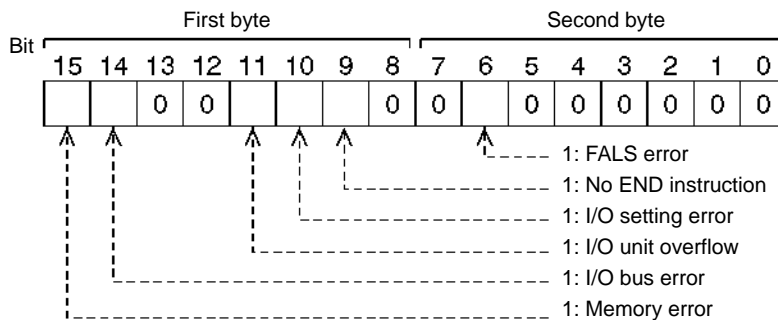 First byte Second byte
Bit
15 14 13 12 11 10 9 8 7 6 5 4 3 2 1 0
0 0 0 0 0 0 0 0 0 0
1: FALS error
1: No END instruction
1: I/O setting error
1: I/O unit overflow
1: I/O bus error
1: Memory error